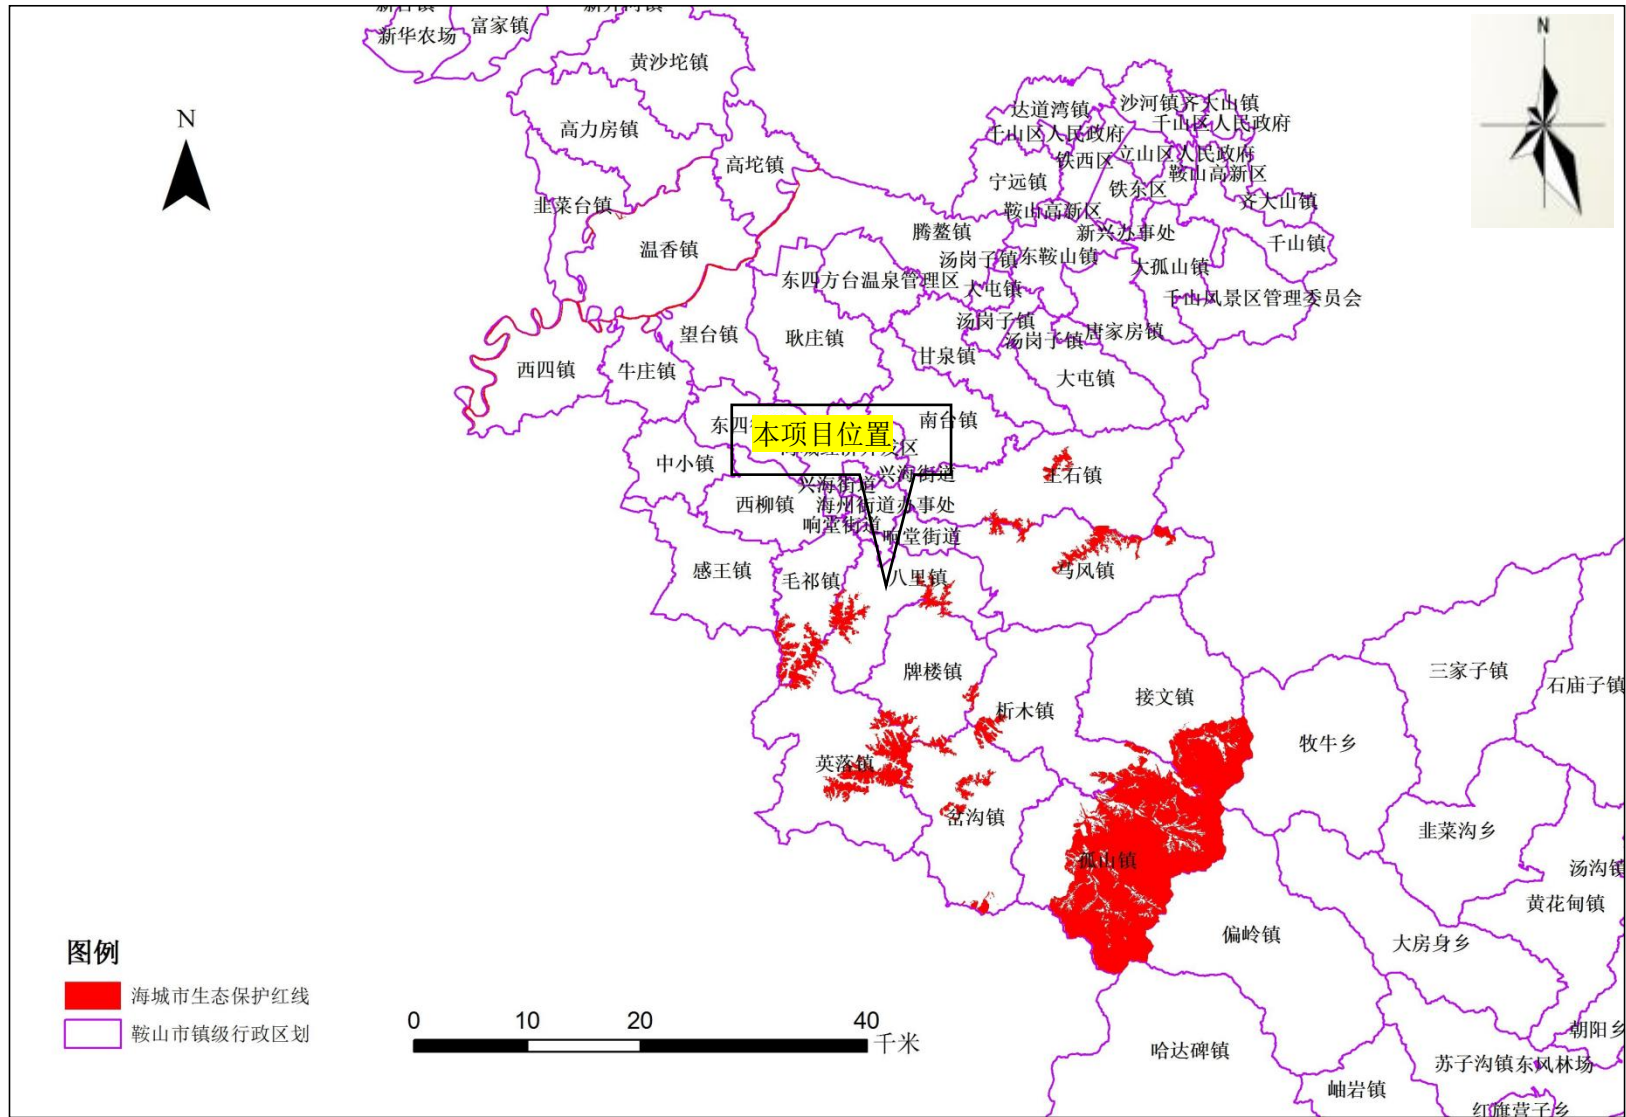 富家镇
新华农场
黄沙坨镇
N
N
高力房镇
高坨镇
韭菜台镇
温香镇
达道湾镇
沙河镇
齐大山镇
千山区人民政府
千山区人民政府
铁西区
立山区人民政府
宁远镇
铁东区
鞍山高新区
齐大山镇
鞍山高新区
腾鳌镇
新兴办事处
千山镇
汤岗子镇
东鞍山镇
大孤山镇
东四方台温泉管理区
大屯镇
千山风景区管理委员会
汤岗子镇
望台镇
耿庄镇
汤岗子镇
唐家房镇
甘泉镇
西四镇
牛庄镇
大屯镇
东四
南台镇
本项目位置
中小镇
兴海街道
王石镇
兴海街道
西柳镇
海州街道办事处
响堂街道
响堂街道
感王镇
毛祁镇
八里镇
马风镇
牌楼镇
接文镇
三家子镇
石庙子镇
析木镇
牧牛乡
英落镇
岔沟镇
韭菜沟乡
孤山镇
汤沟镇
黄花甸镇
偏岭镇
大房身乡
图例
海城市生态保护红线
鞍山市镇级行政区划
0 10 20 40
千米
朝阳乡
哈达碑镇
苏子沟镇
东风林场
岫岩镇
红旗营子乡